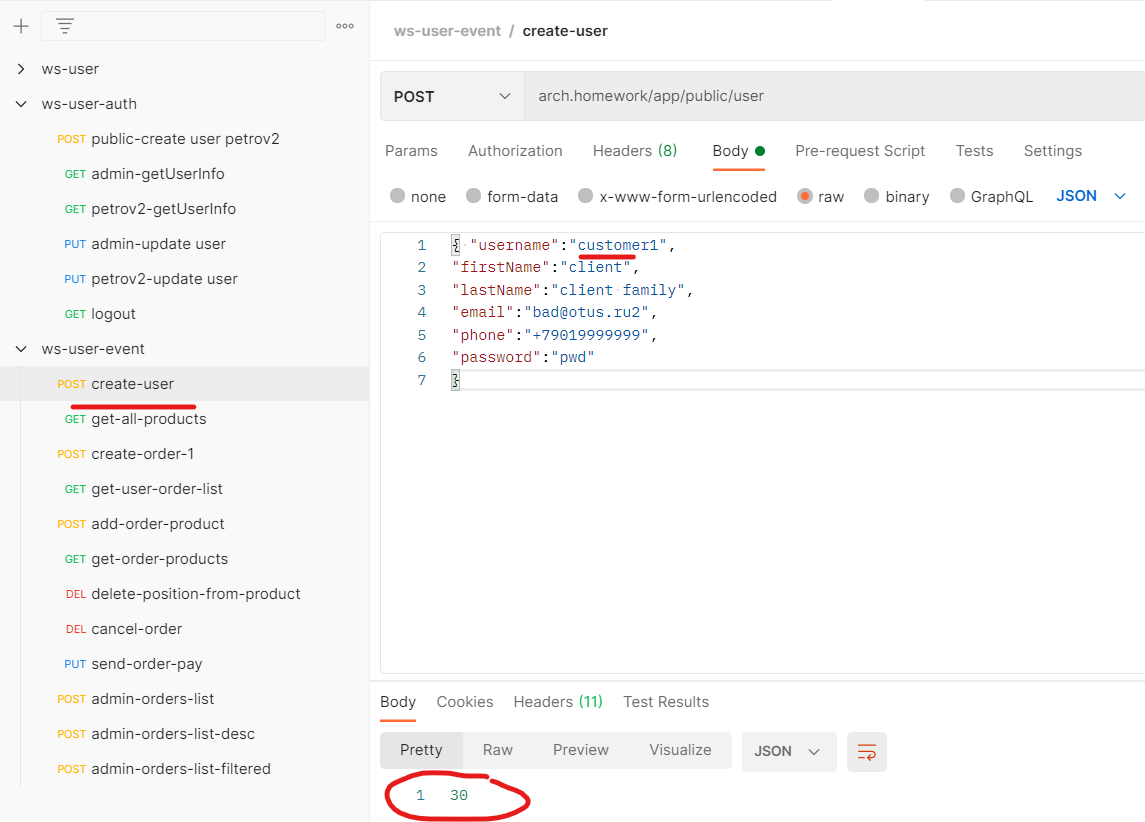 ws-user
ws-user-auth
POST public-create user petrov2
GET admin-getUserInfo
GET petrov2-getUserInfo
PUT admin-update user
PUT petrov2-update user
GET logout
ws-user-event
POST create-user
GET get-all-products
POST create-order-1
GET get-user-order-list
POST add-order-product
GET get-order-products
DEL delete-position-from-product
DEL cancel-order
PUT send-order-pay
POST admin-orders-list
POST admin-orders-list-desc
POST admin-orders-list-filtered
ws-user-event / create-user
POST arch.homework/app/public/user
Params Authorization Headers (8) Body Pre-request Script Tests Settings
none form-data x-www-form-urlencoded raw binary GraphQL JSON
1 { "username":"customer1",
2 "firstName":"client",
3 "lastName":"client family",
4 "email":"bad@otus.ru2",
5 "phone":"+79019999999",
6 "password":"pwd"
7 }
Body Cookies Headers (11) Test Results
Pretty Raw Preview Visualize JSON
1 30